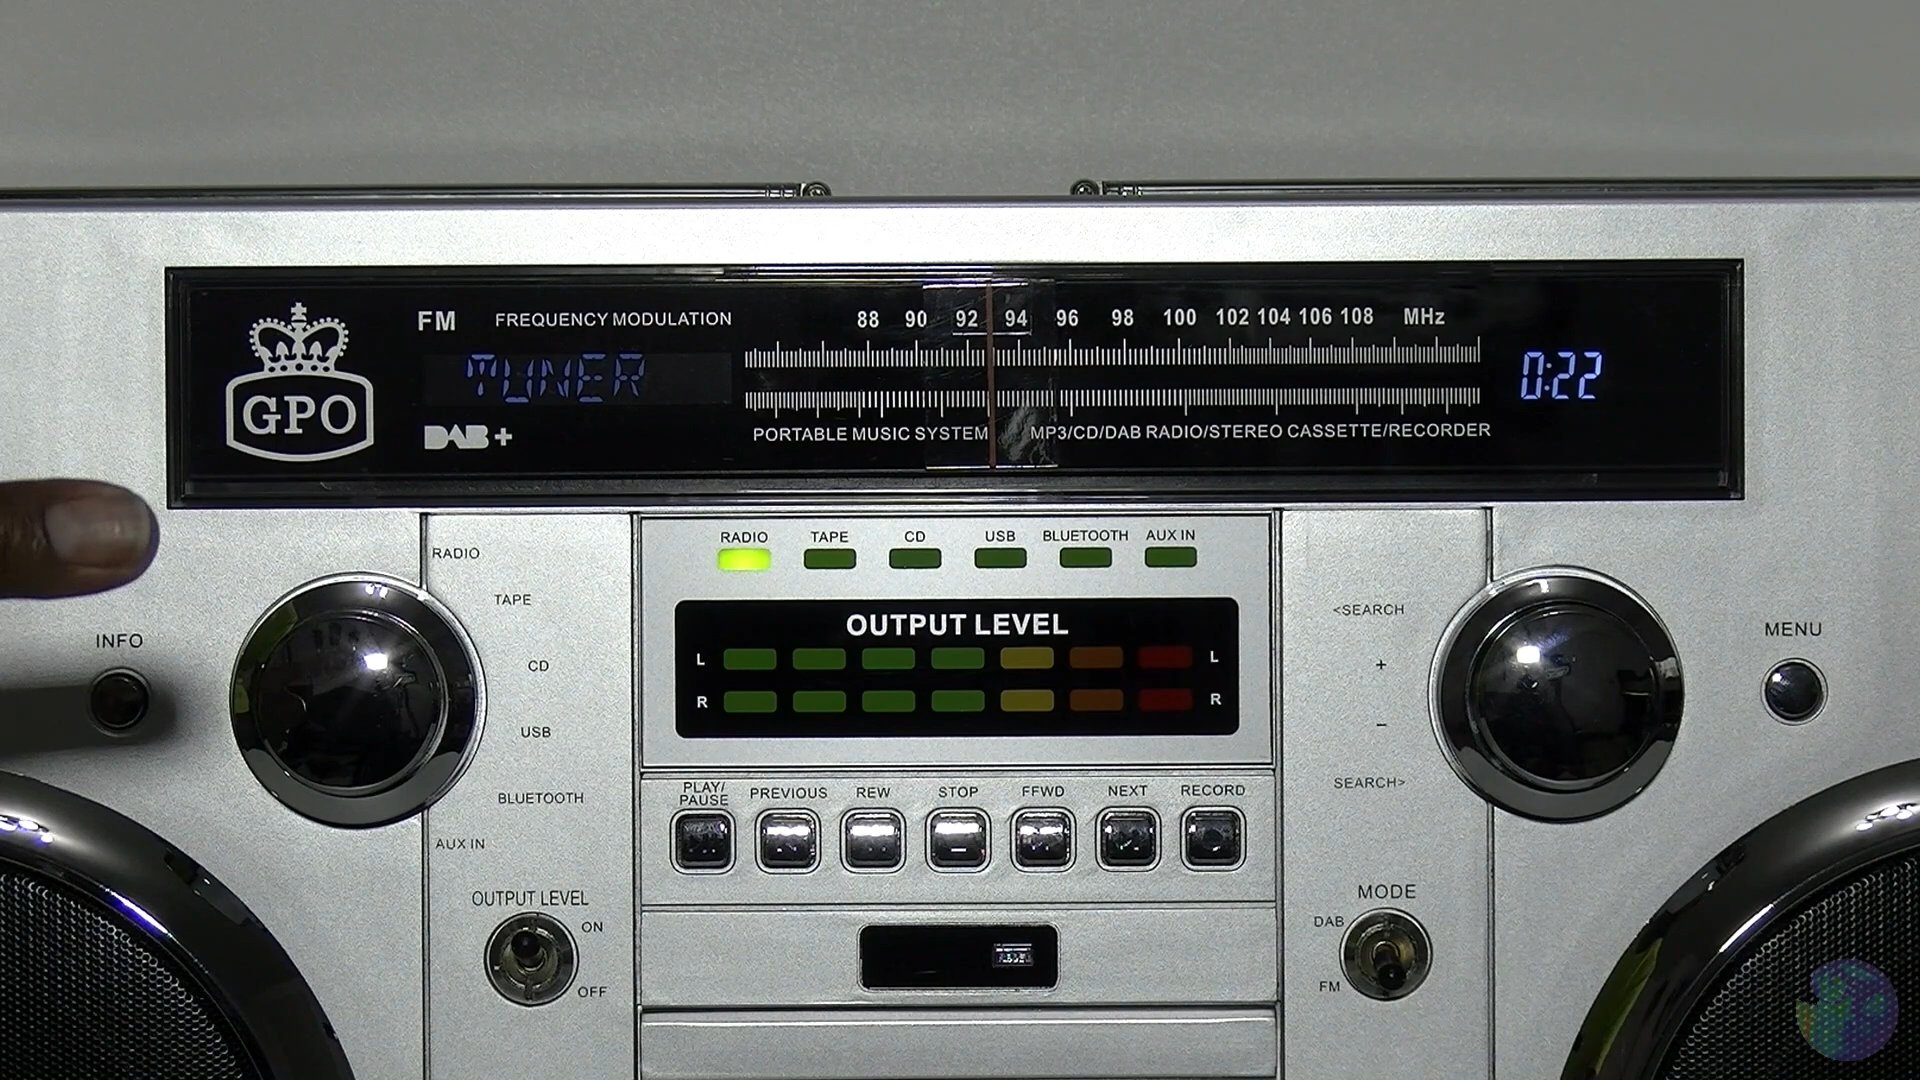 FM FREQUENCY MODULATION
88 90 92 94 96 98 100 102 104 106 108 MHz
TUNER
0:22
GPO
DAB+
PORTABLE MUSIC SYSTEM MP3/CD/DAB RADIO/STEREO CASSETTE/RECORDER
RADIO TAPE CD USB BLUETOOTH AUX IN
RADIO
TAPE
CD
USB
BLUETOOTH
AUX IN
INFO
OUTPUT LEVEL
L L
R R
<SEARCH
+
−
SEARCH>
MENU
PLAY/
PAUSE PREVIOUS REW STOP FFWD NEXT RECORD
OUTPUT LEVEL
ON
OFF
MODE
DAB
FM